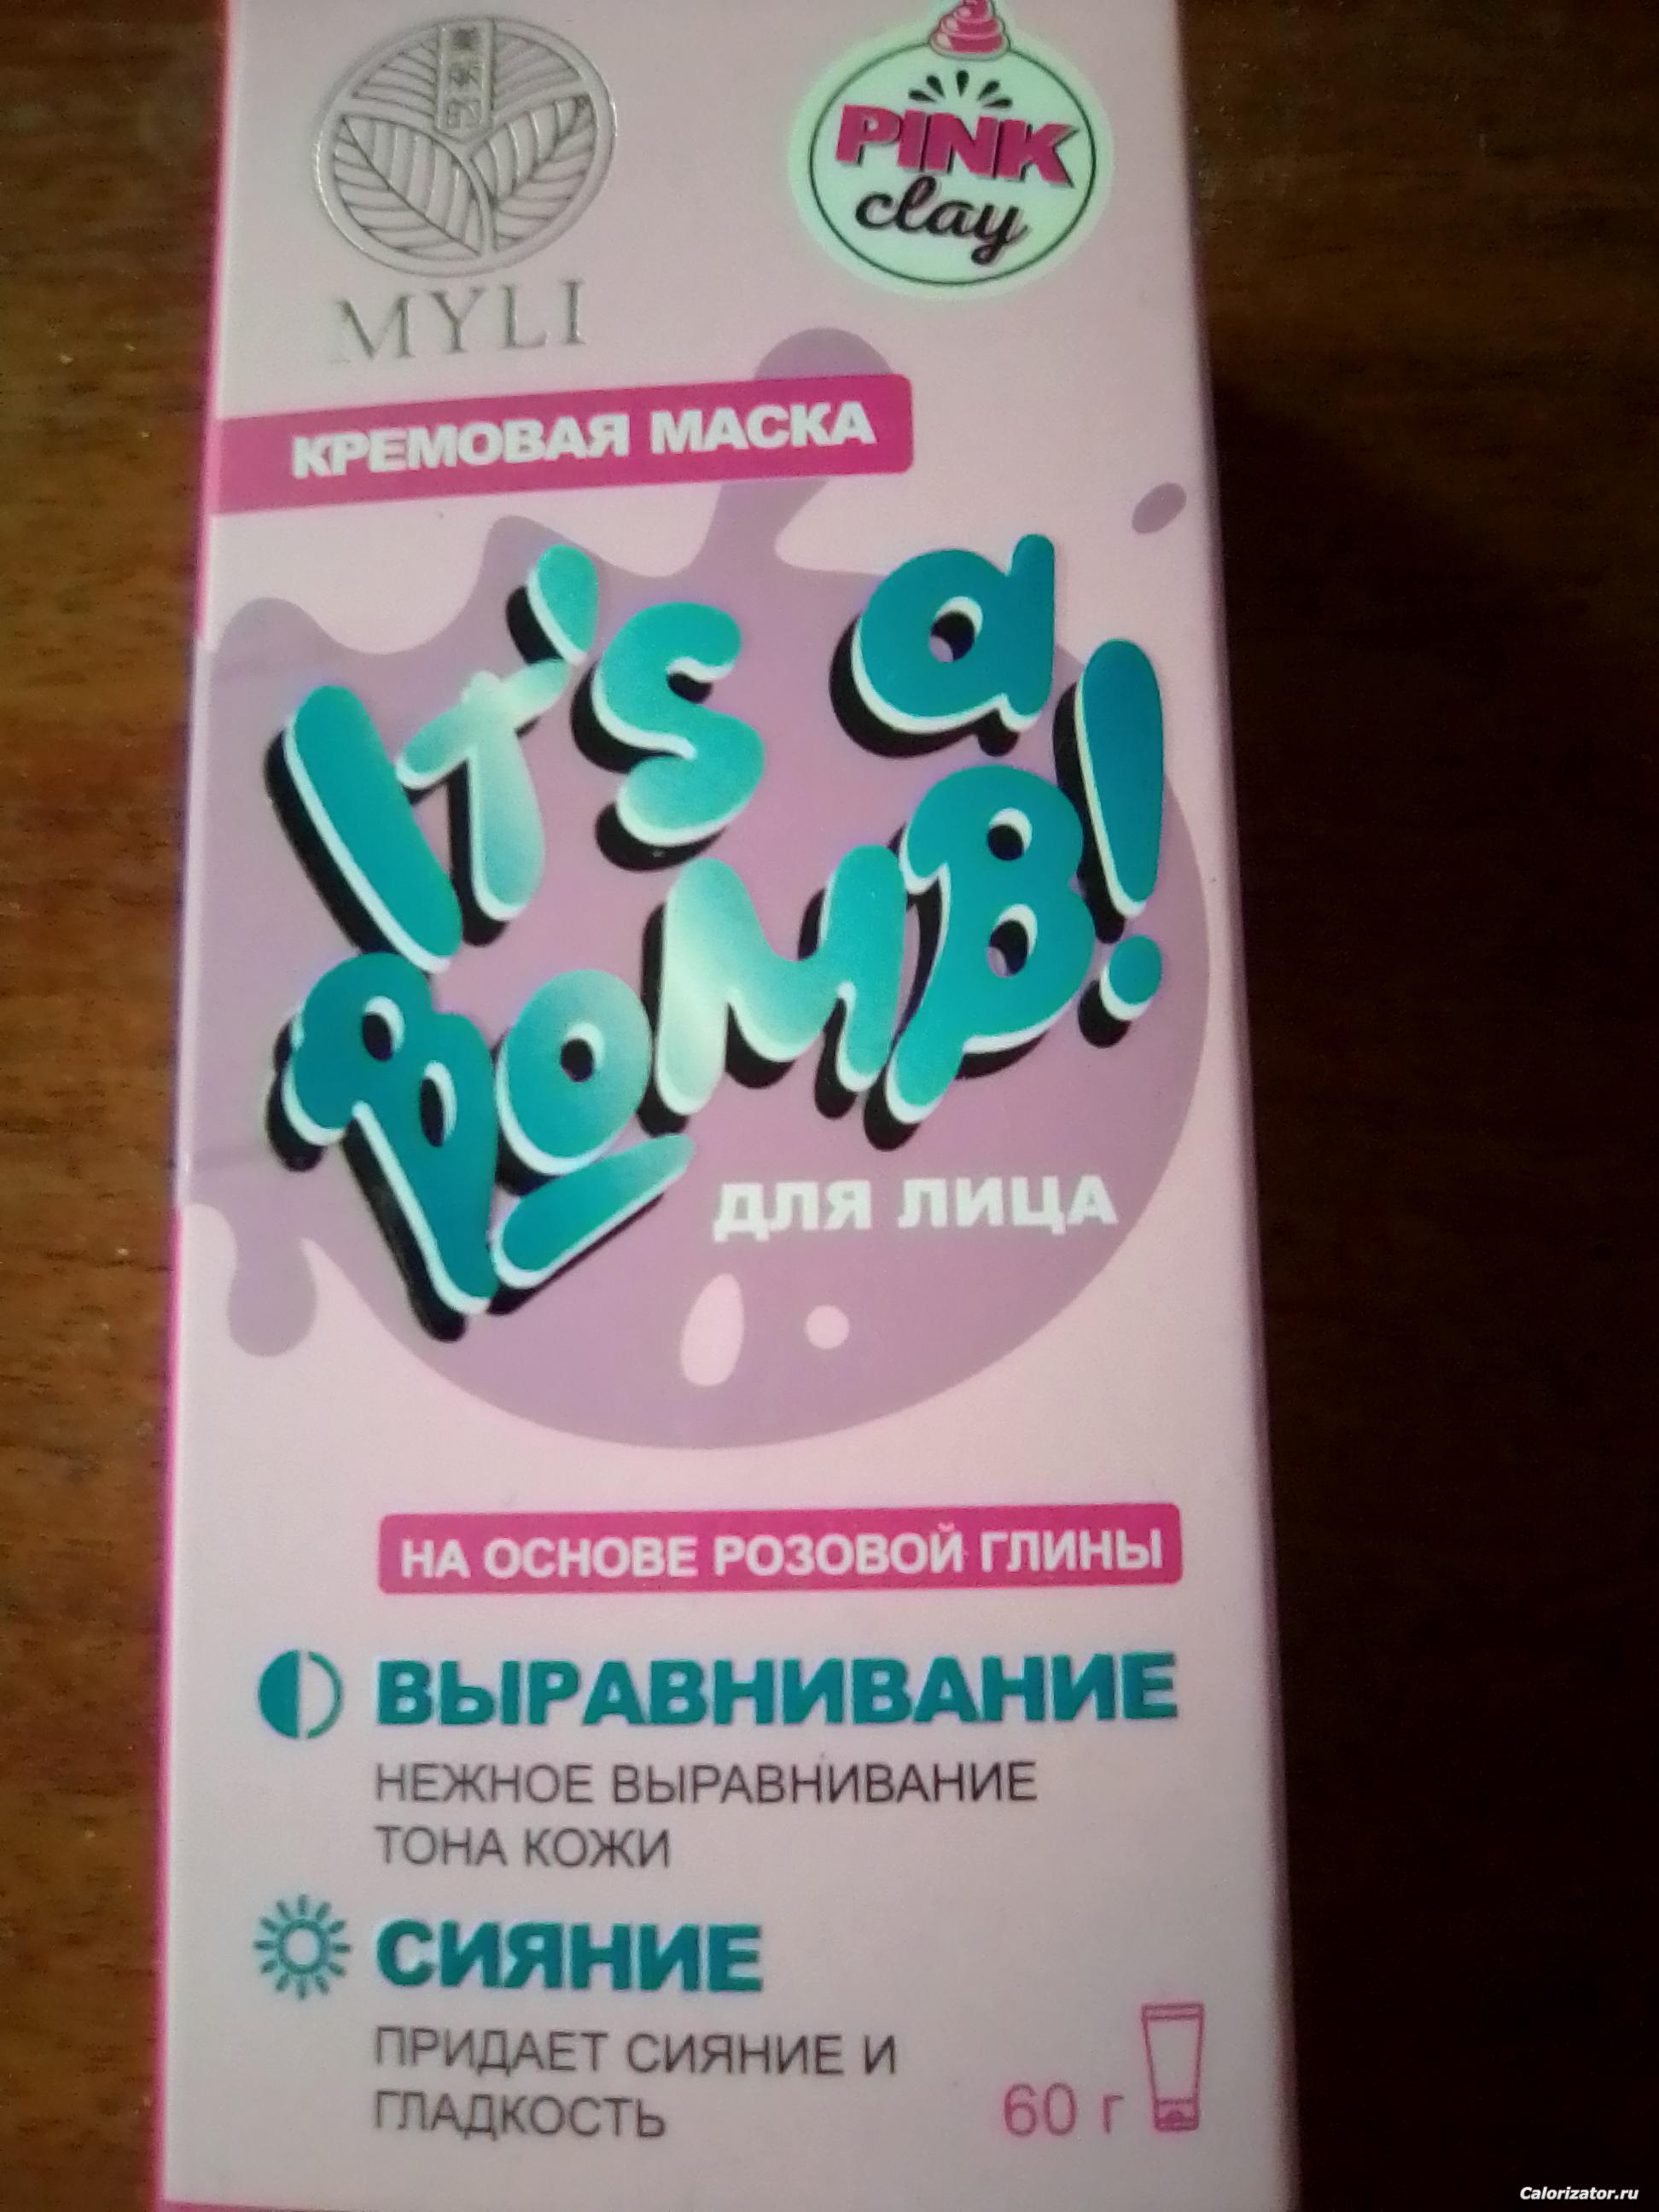 MYLI
PINK
clay
КРЕМОВАЯ МАСКА
It's a
BOMB!
ДЛЯ ЛИЦА
НА ОСНОВЕ РОЗОВОЙ ГЛИНЫ
ВЫРАВНИВАНИЕ
НЕЖНОЕ ВЫРАВНИВАНИЕ
ТОНА КОЖИ
СИЯНИЕ
ПРИДАЕТ СИЯНИЕ И
ГЛАДКОСТЬ
60 г
Calorizator.ru